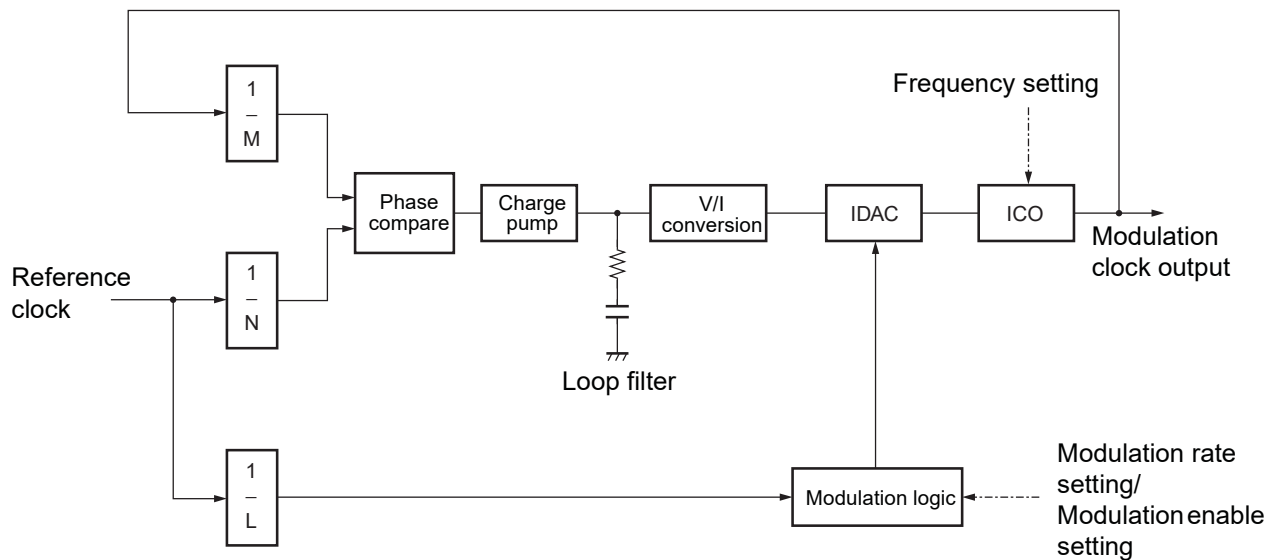 1
—
M
Frequency setting
Phase
compare
Charge
pump
V/I
conversion
IDAC
ICO
Modulation
clock output
Reference
clock
1
—
N
Loop filter
1
—
L
Modulation logic
Modulation rate
setting/
Modulation enable
setting